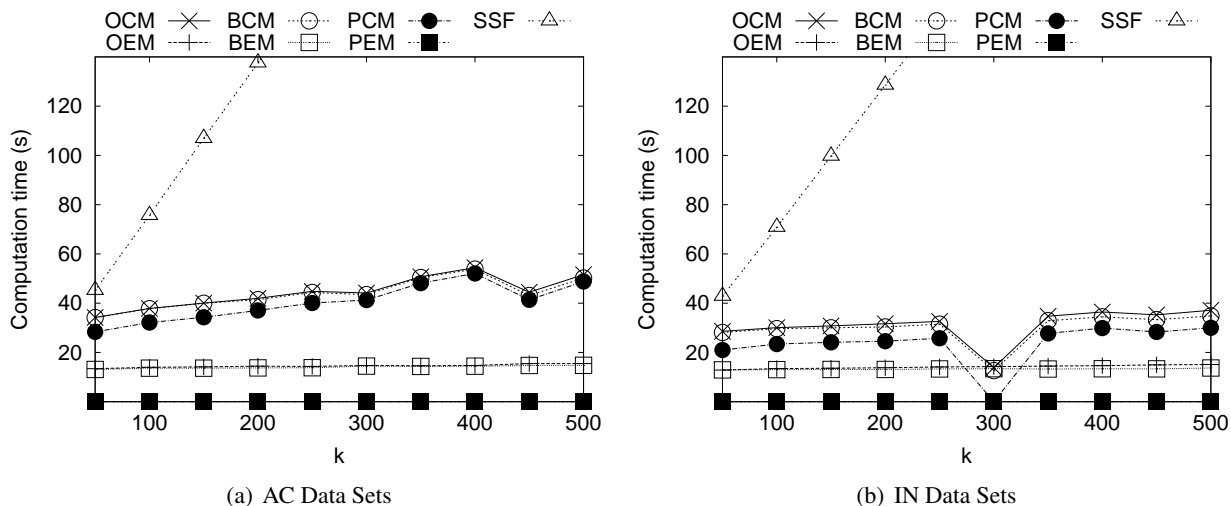 OCM BCM PCM SSF
OEM BEM PEM
Computation time (s)
120
100
80
60
40
20
100 200 300 400 500
k
(a) AC Data Sets
OCM BCM PCM SSF
OEM BEM PEM
Computation time (s)
120
100
80
60
40
20
100 200 300 400 500
k
(b) IN Data Sets